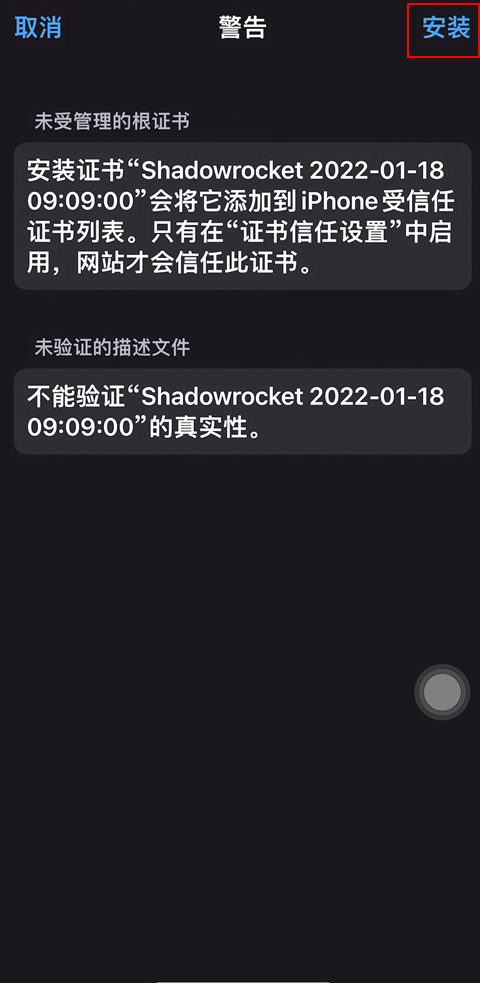 取消
警告
安装
未受管理的根证书
安装证书“Shadowrocket 2022-01-18
09:09:00”会将它添加到 iPhone 受信任
证书列表。只有在“证书信任设置”中启
用，网站才会信任此证书。
未验证的描述文件
不能验证“Shadowrocket 2022-01-18
09:09:00”的真实性。